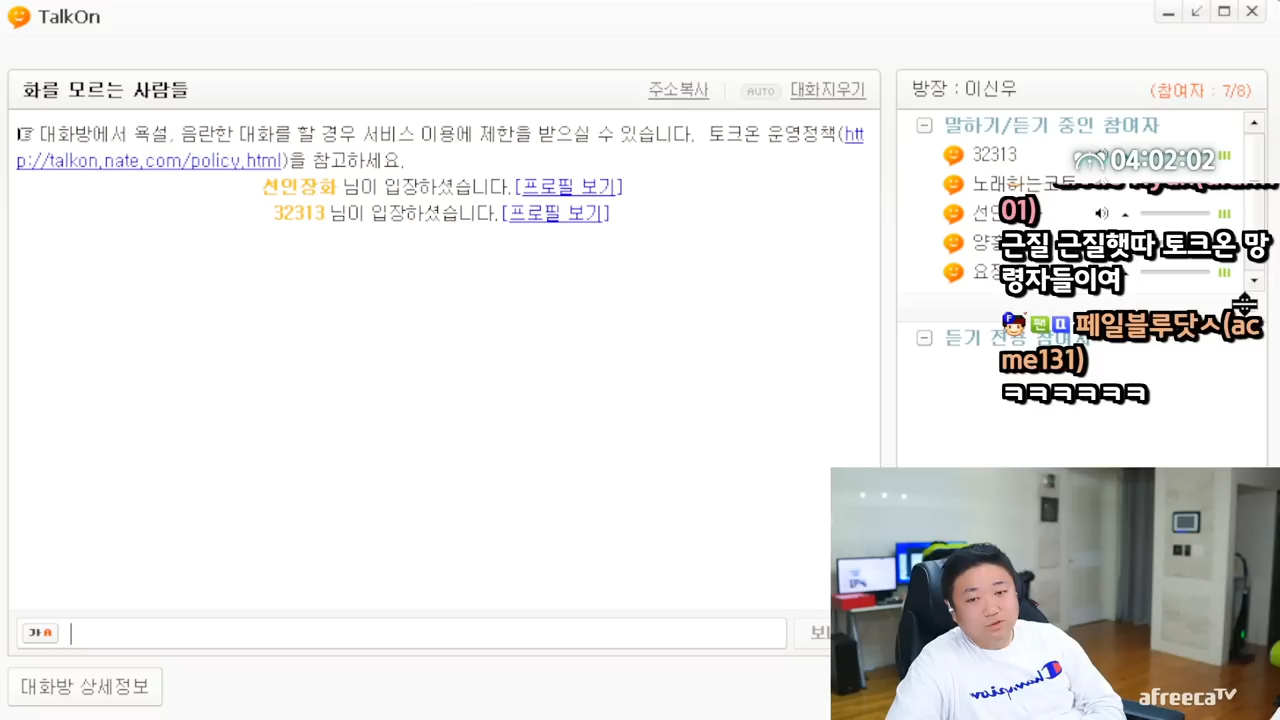 TalkOn
화를 모르는 사람들
주소복사
AUTO
대화지우기
☞ 대화방에서 욕설, 음란한 대화를 할 경우 서비스 이용에 제한을 받으실 수 있습니다. 토크온 운영정책(htt
p://talkon.nate.com/policy.html)을 참고하세요.
선인장화 님이 입장하셨습니다.[프로필 보기]
32313 님이 입장하셨습니다.[프로필 보기]
가A
대화방 상세정보
방장 : 이신우
(참여자 : 7/8)
말하기/듣기 중인 참여자
32313
04:02:02
노래하는코트
01)
근질 근질햇따 토크온 망
령자들이여
듣기 전용 참여자
팬
페일블루닷ㅅ(ac
me131)
ㅋㅋㅋㅋㅋㅋ
Champion
afreecaTV